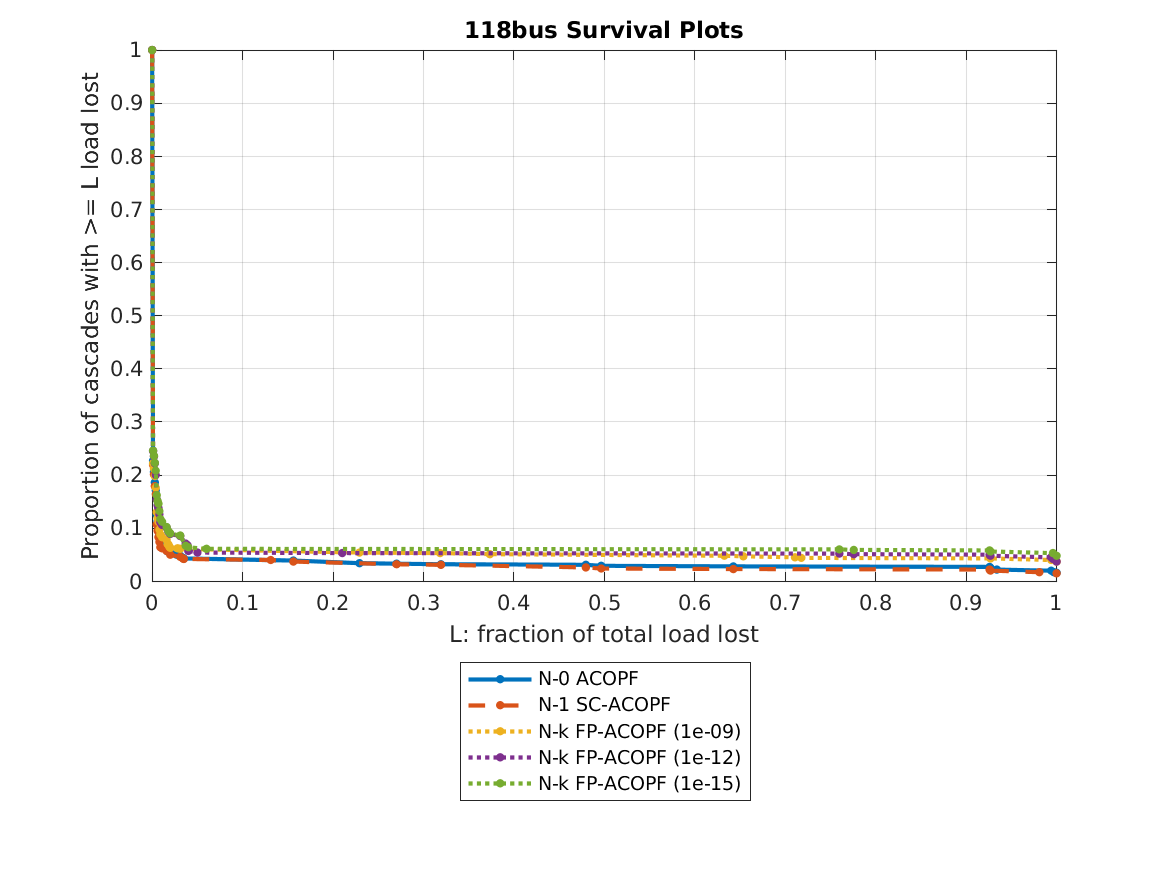 118bus Survival Plots
Proportion of cascades with >= L load lost
1
0.9
0.8
0.7
0.6
0.5
0.4
0.3
0.2
0.1
0
0 0.1 0.2 0.3 0.4 0.5 0.6 0.7 0.8 0.9 1
L: fraction of total load lost
N-0 ACOPF
N-1 SC-ACOPF
N-k FP-ACOPF (1e-09)
N-k FP-ACOPF (1e-12)
N-k FP-ACOPF (1e-15)